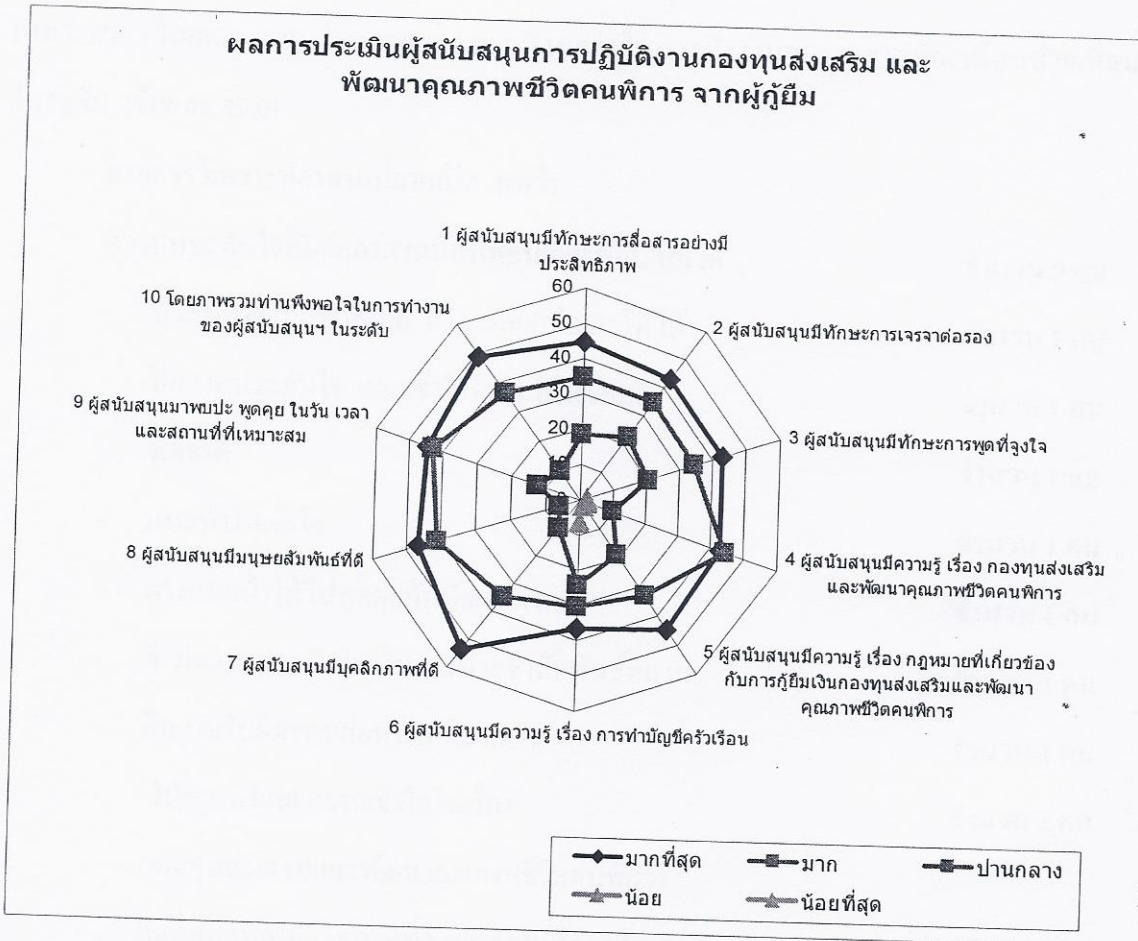 ผลการประเมินผู้สนับสนุนการปฏิบัติงานกองทุนส่งเสริม และ
พัฒนาคุณภาพชีวิตคนพิการ จากผู้กู้ยืม
1 ผู้สนับสนุนมีทักษะการสื่อสารอย่างมี
ประสิทธิภาพ
60
50
40
30
20
10
0
2 ผู้สนับสนุนมีทักษะการเจรจาต่อรอง
3 ผู้สนับสนุนมีทักษะการพูดที่จูงใจ
4 ผู้สนับสนุนมีความรู้ เรื่อง กองทุนส่งเสริม
และพัฒนาคุณภาพชีวิตคนพิการ
5 ผู้สนับสนุนมีความรู้ เรื่อง กฎหมายที่เกี่ยวข้อง
กับการกู้ยืมเงินกองทุนส่งเสริมและพัฒนา
คุณภาพชีวิตคนพิการ
6 ผู้สนับสนุนมีความรู้ เรื่อง การทำบัญชีครัวเรือน
7 ผู้สนับสนุนมีบุคลิกภาพที่ดี
8 ผู้สนับสนุนมีมนุษยสัมพันธ์ที่ดี
9 ผู้สนับสนุนมาพบปะ พูดคุย ในวัน เวลา
และสถานที่ที่เหมาะสม
10 โดยภาพรวมท่านพึงพอใจในการทำงาน
ของผู้สนับสนุนฯ ในระดับ
มากที่สุด มาก ปานกลาง
น้อย น้อยที่สุด